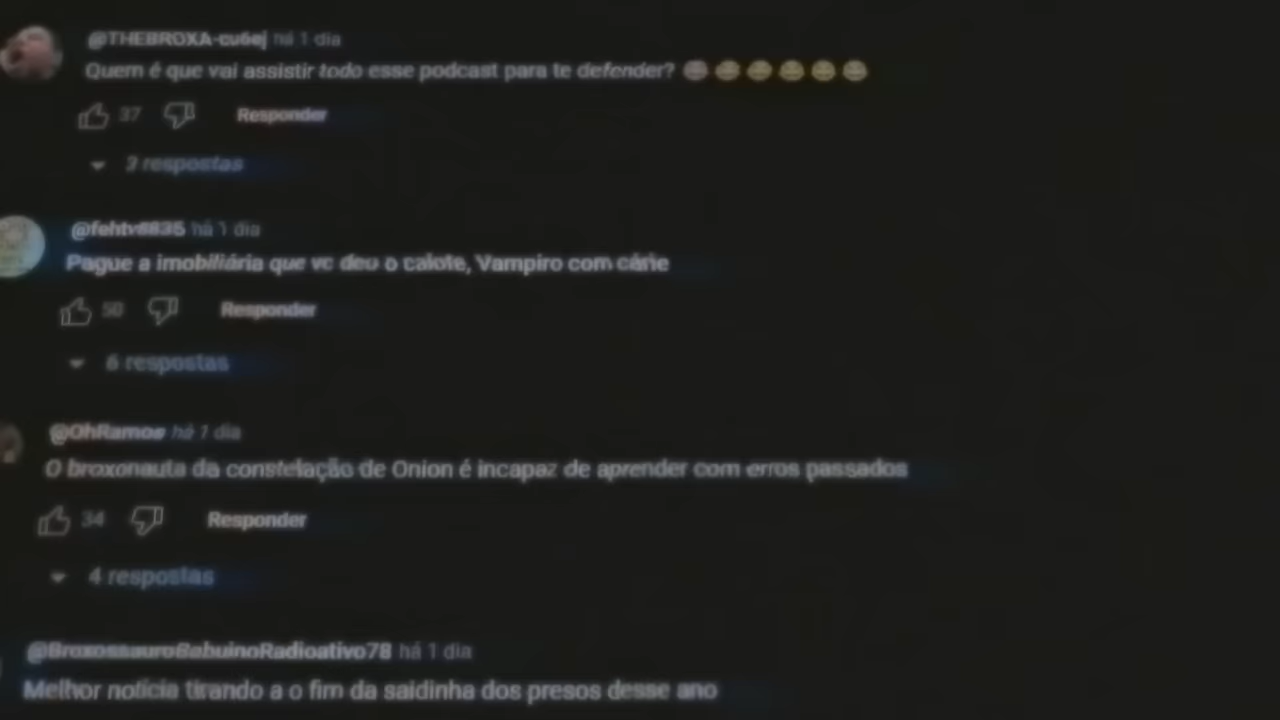 @THEBROXA-cu6ej há 1 dia
Quem é que vai assistir todo esse podcast para te defender? 😂😂😂😂😂😂
37 Responder
3 respostas
há 1 dia
Pague a imobiliária que vc deu o calote, Vampiro com cárie
50 Responder
6 respostas
@OhRamos há 1 dia
O broxonauta da constelação de Onion é incapaz de aprender com erros passados
34 Responder
4 respostas
@BroxossauroBabuinoRadioativo78 há 1 dia
Melhor notícia tirando a o fim da saidinha dos presos desse ano